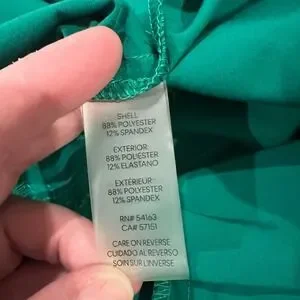 SHELL
88% POLYESTER
12% SPANDEX
EXTERIOR:
88% POLIÉSTER
12% ELASTANO
EXTÉRIEUR:
88% POLYESTER
12% SPANDEX
RN# 54163
CA# 57151
CARE ON REVERSE
CUIDADO AL REVERSO
SOIN SUR L'INVERSE